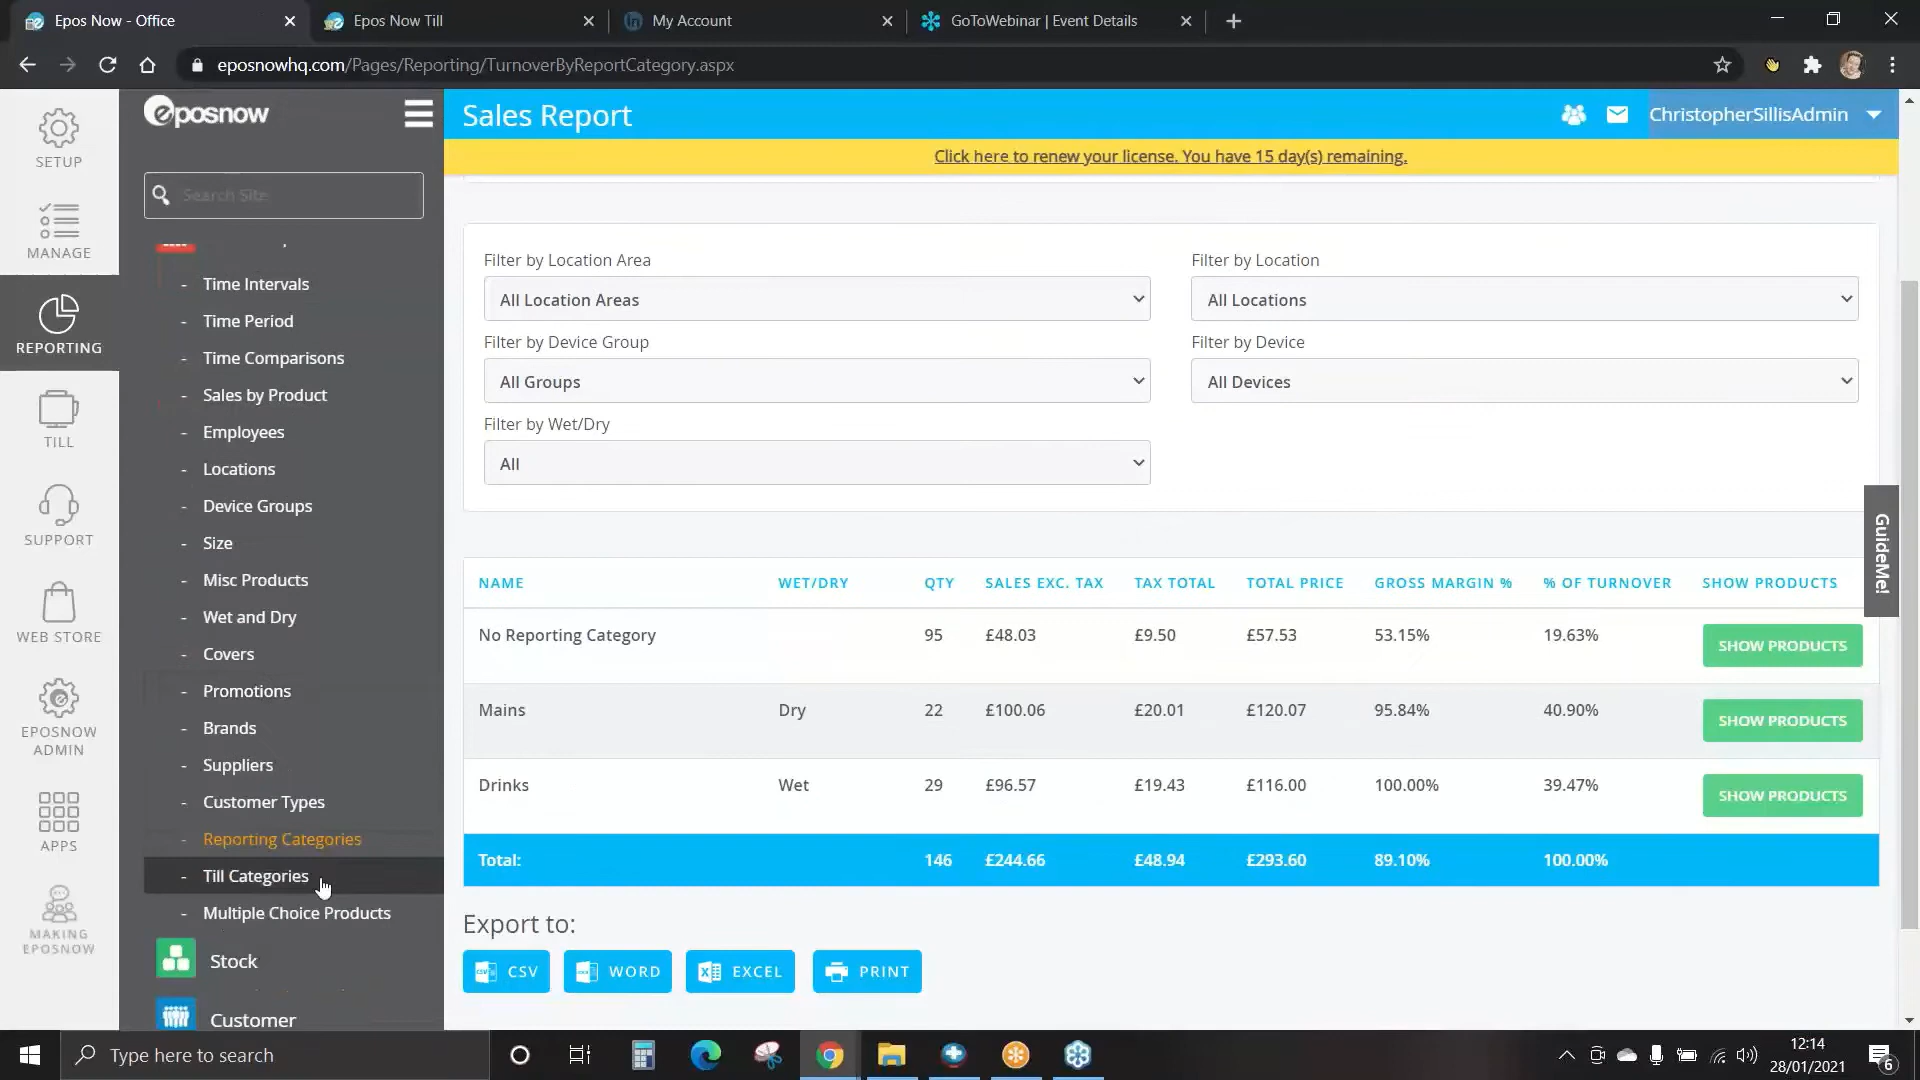 Epos Now - Office
Epos Now Till
My Account
GoToWebinar | Event Details
eposnowhq.com/Pages/Reporting/TurnoverByReportCategory.aspx
SETUP
MANAGE
REPORTING
TILL
SUPPORT
WEB STORE
EPOSNOW
ADMIN
APPS
MAKING
EPOSNOW
eposnow
Search Site
- Time Intervals
- Time Period
- Time Comparisons
- Sales by Product
- Employees
- Locations
- Device Groups
- Size
- Misc Products
- Wet and Dry
- Covers
- Promotions
- Brands
- Suppliers
- Customer Types
- Reporting Categories
- Till Categories
- Multiple Choice Products
Stock
Customer
Sales Report
ChristopherSillisAdmin
Click here to renew your license. You have 15 day(s) remaining.
Filter by Location Area
Filter by Location
All Location Areas
All Locations
Filter by Device Group
Filter by Device
All Groups
All Devices
Filter by Wet/Dry
All
NAME WET/DRY QTY SALES EXC. TAX TAX TOTAL TOTAL PRICE GROSS MARGIN % % OF TURNOVER SHOW PRODUCTS
No Reporting Category 95 £48.03 £9.50 £57.53 53.15% 19.63% SHOW PRODUCTS
Mains Dry 22 £100.06 £20.01 £120.07 95.84% 40.90% SHOW PRODUCTS
Drinks Wet 29 £96.57 £19.43 £116.00 100.00% 39.47% SHOW PRODUCTS
Total: 146 £244.66 £48.94 £293.60 89.10% 100.00%
Export to:
CSV WORD EXCEL PRINT
GuideMe!
Type here to search
12:14
28/01/2021
6